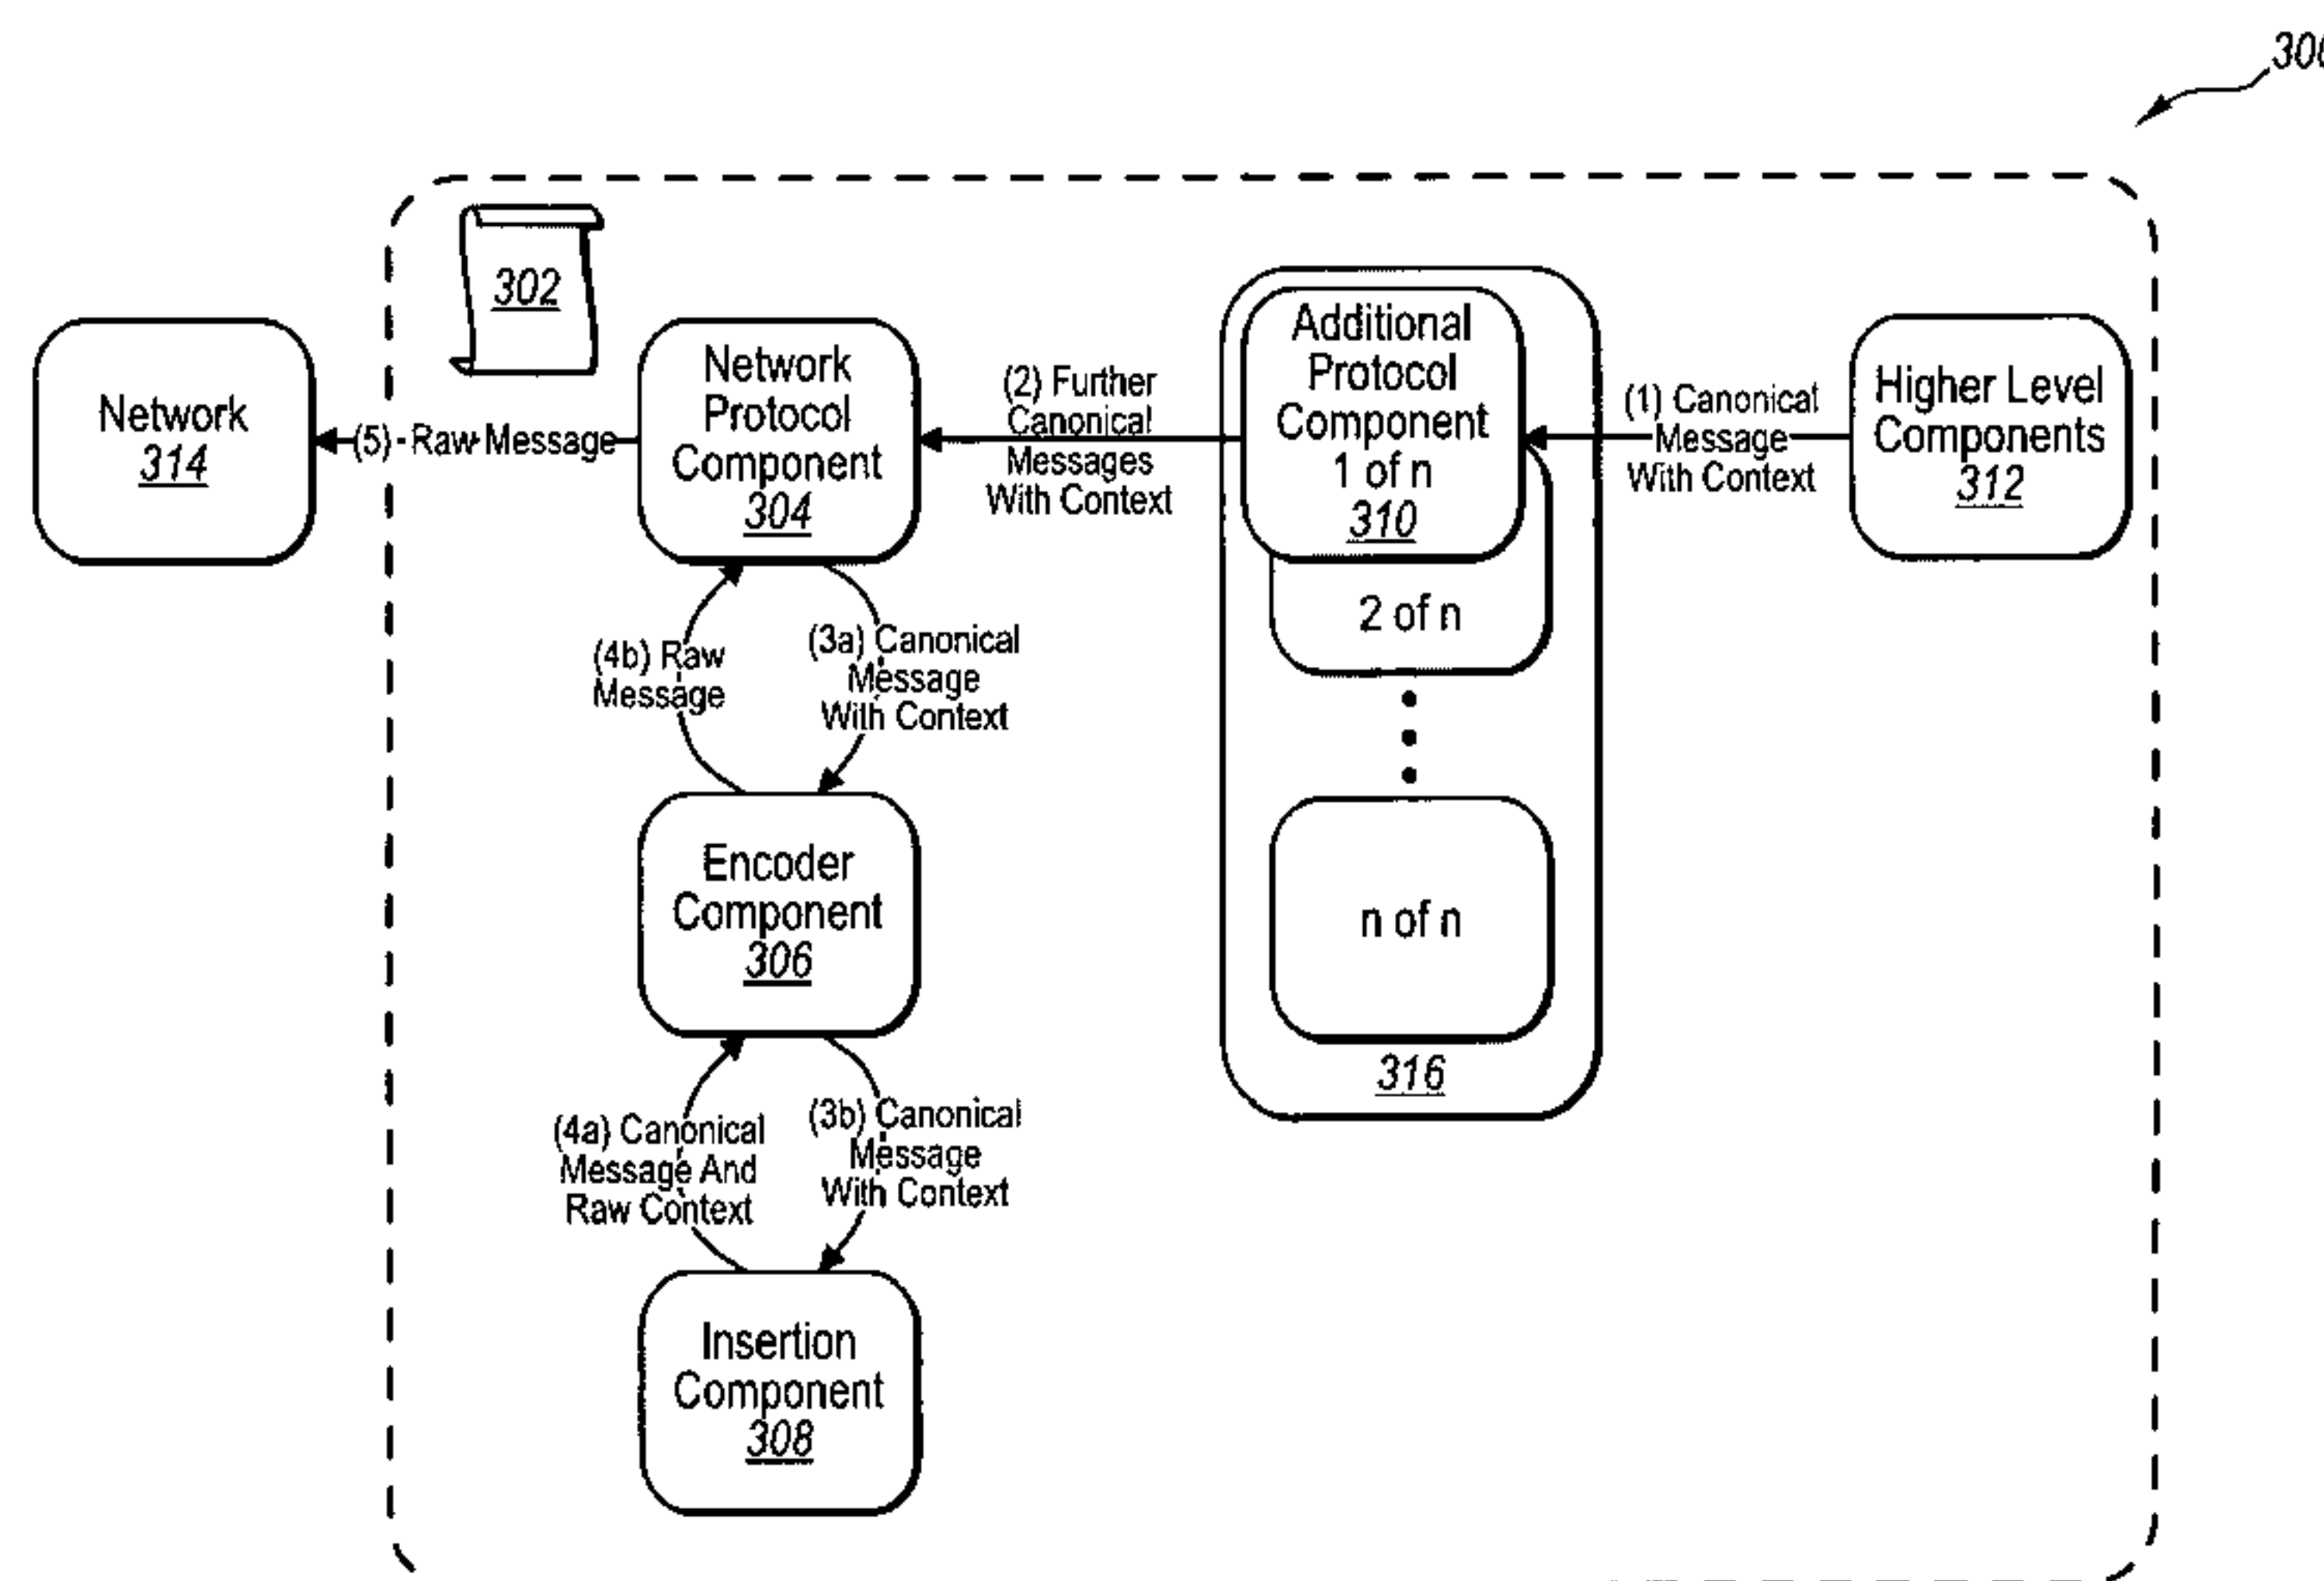 300
302
Network
314
(5) Raw Message
Network
Protocol
Component
304
(2) Further
Canonical
Messages
With Context
Additional
Protocol
Component
1 of n
310
2 of n
n of n
316
(1) Canonical
Message
With Context
Higher Level
Components
312
(4b) Raw
Message
(3a) Canonical
Message
With Context
Encoder
Component
306
(4a) Canonical
Message And
Raw Context
(3b) Canonical
Message
With Context
Insertion
Component
308